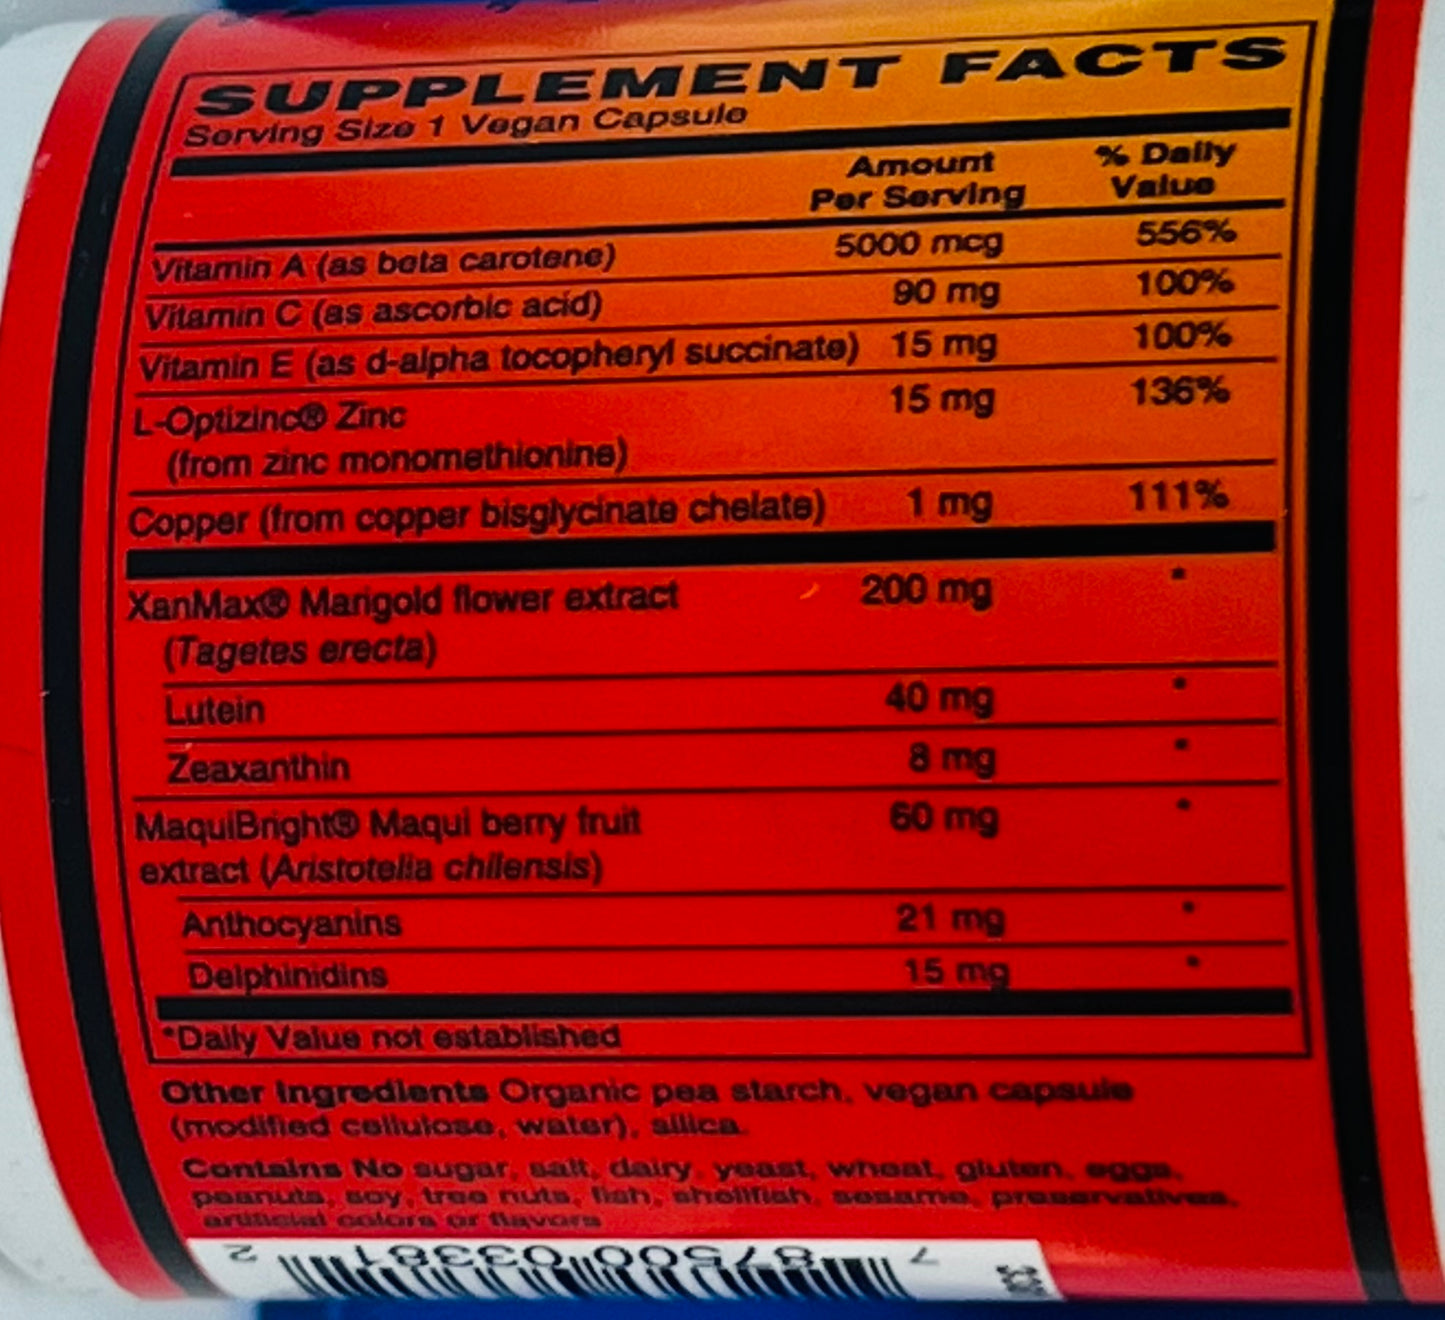 SUPPLEMENT FACTS
Serving Size 1 Vegan Capsule
Amount Per Serving % Daily Value
Vitamin A (as beta carotene) 5000 mcg 556%
Vitamin C (as ascorbic acid) 90 mg 100%
Vitamin E (as d-alpha tocopheryl succinate) 15 mg 100%
L-Optizinc® Zinc 15 mg 136%
(from zinc monomethionine)
Copper (from copper bisglycinate chelate) 1 mg 111%
XanMax® Marigold flower extract 200 mg *
(Tagetes erecta)
Lutein 40 mg *
Zeaxanthin 8 mg *
MaquiBright® Maqui berry fruit 60 mg *
extract (Aristotelia chilensis)
Anthocyanins 21 mg *
Delphinidins 15 mg *
*Daily Value not established
Other Ingredients Organic pea starch, vegan capsule
(modified cellulose, water), silica.
Contains No sugar, salt, dairy, yeast, wheat, gluten, eggs,
peanuts, soy, tree nuts, fish, shellfish, sesame, preservatives,
artificial colors or flavors
7 87500 03381 2